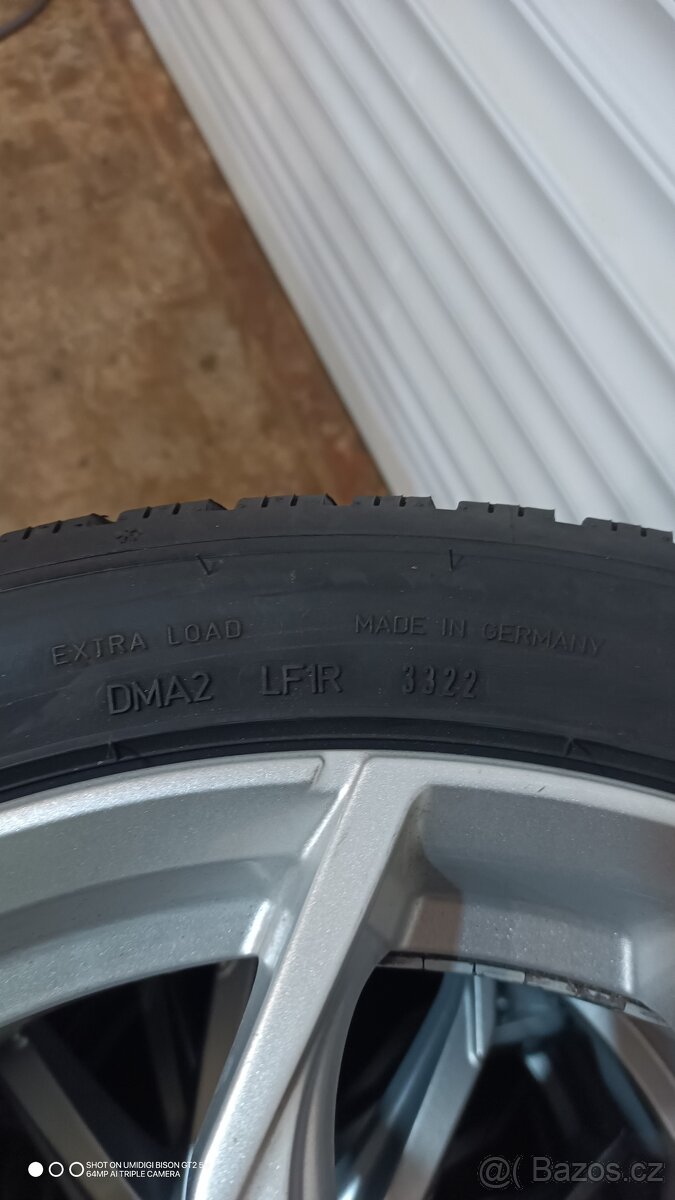 EXTRA LOAD MADE IN GERMANY
DMA2 LF1R 3322
SHOT ON UMIDIGI BISON GT2 5
64MP AI TRIPLE CAMERA
@ Bazos.cz